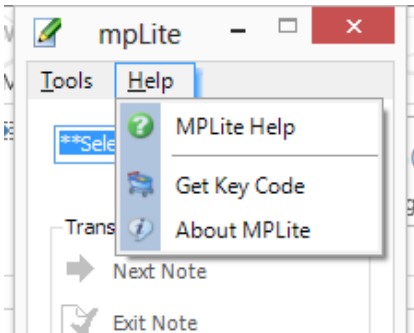 mpLite
Tools Help
MPLite Help
**Sele
Get Key Code
Trans
About MPLite
Next Note
Exit Note